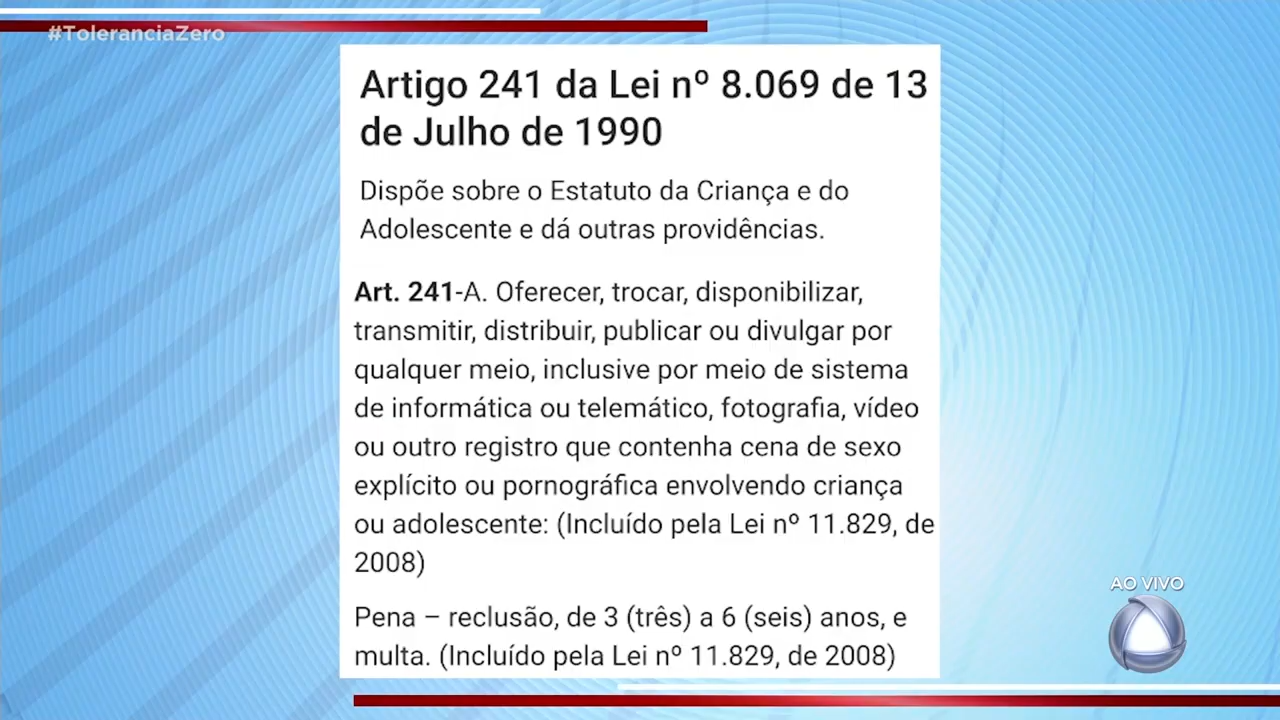 #ToleranciaZero
Artigo 241 da Lei nº 8.069 de 13
de Julho de 1990
Dispõe sobre o Estatuto da Criança e do
Adolescente e dá outras providências.
Art. 241-A. Oferecer, trocar, disponibilizar,
transmitir, distribuir, publicar ou divulgar por
qualquer meio, inclusive por meio de sistema
de informática ou telemático, fotografia, vídeo
ou outro registro que contenha cena de sexo
explícito ou pornográfica envolvendo criança
ou adolescente: (Incluído pela Lei nº 11.829, de
2008)
Pena – reclusão, de 3 (três) a 6 (seis) anos, e
multa. (Incluído pela Lei nº 11.829, de 2008)
AO VIVO